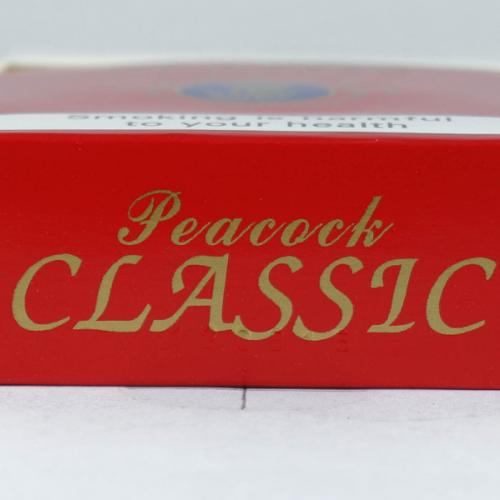 Smoking is harmful
to your health
Peacock
CLASSIC